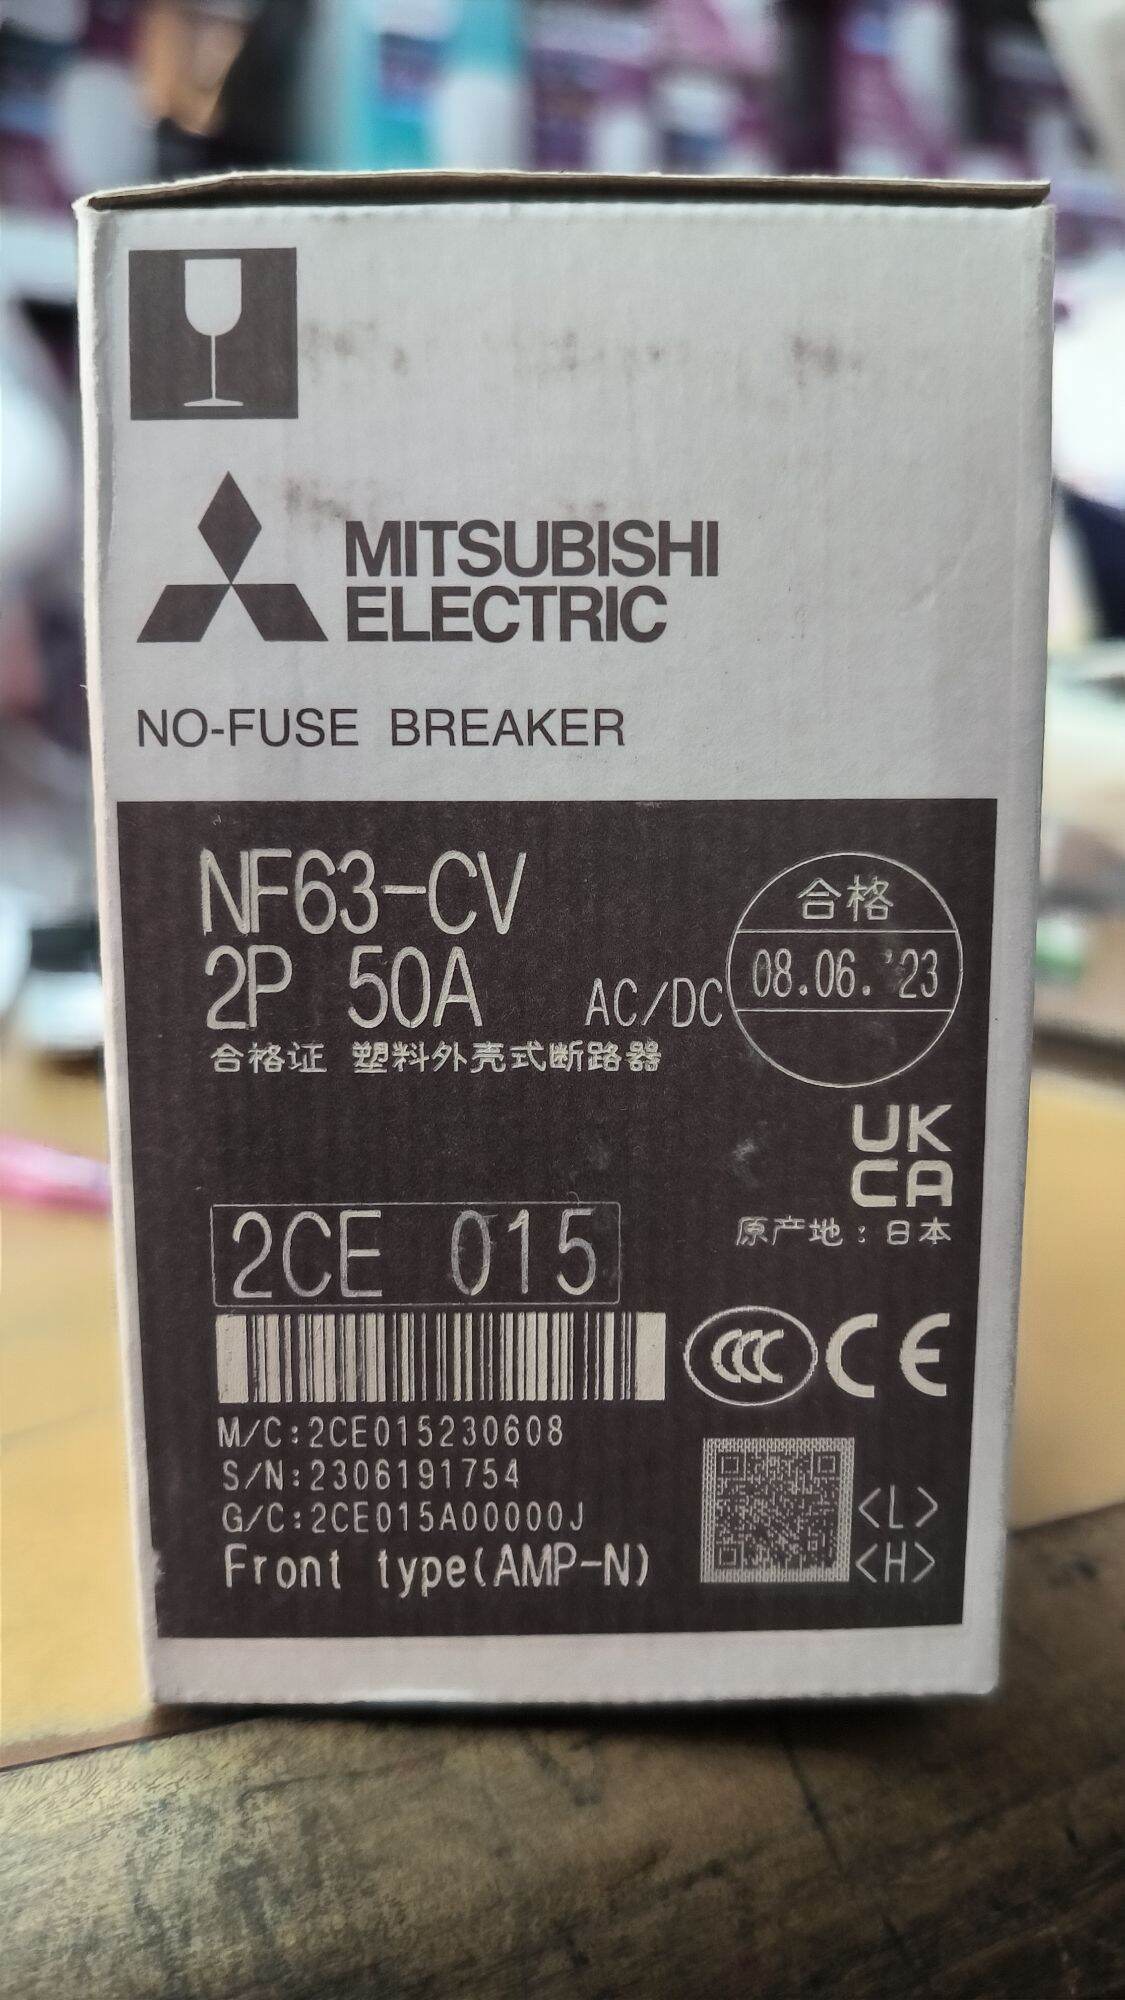 MITSUBISHI
ELECTRIC
NO-FUSE BREAKER
NF63-CV
2P 50A AC/DC
合格
08.06.'23
合格证 塑料外壳式断路器
UK
CA
原产地:日本
2CE 015
CCC CE
M/C:2CE015230608
S/N:2306191754
G/C:2CE015A00000J
Front type(AMP-N)
<L>
<H>